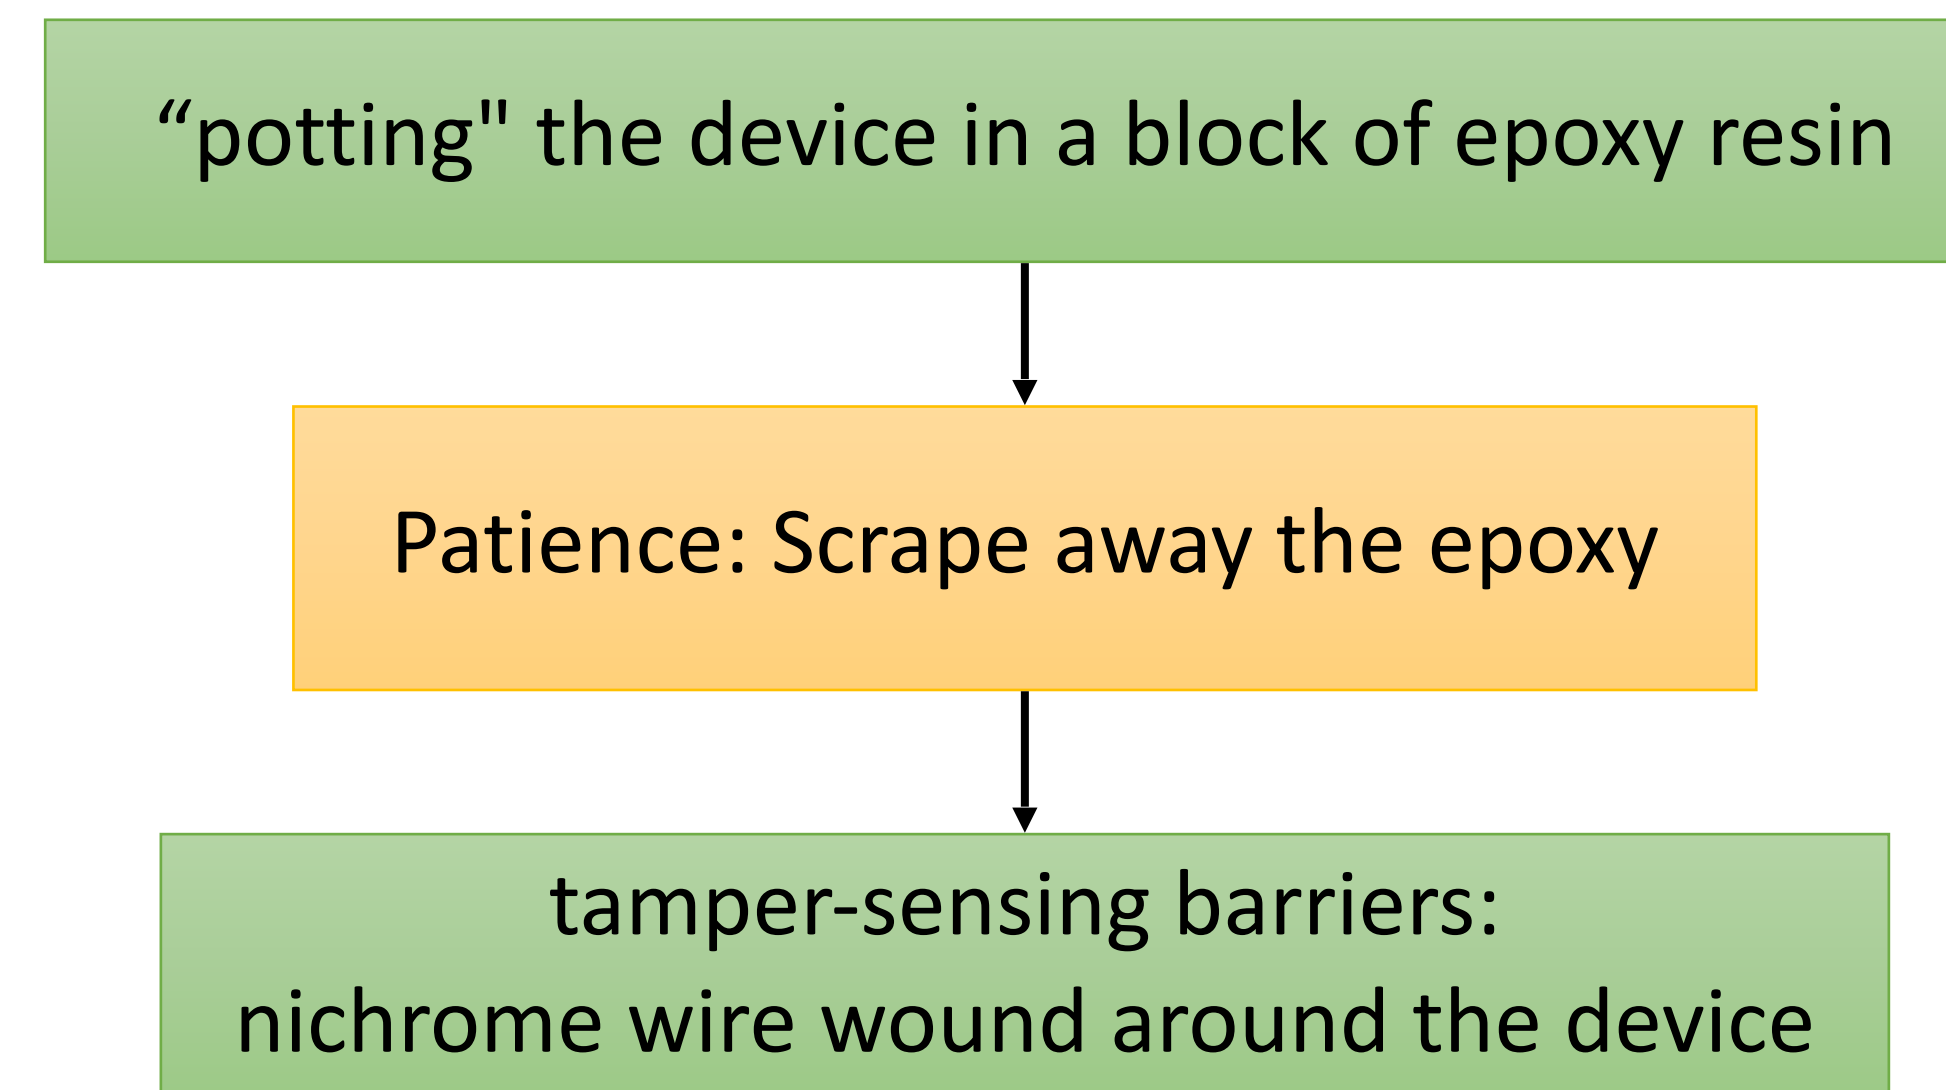 “potting" the device in a block of epoxy resin
Patience: Scrape away the epoxy
tamper-sensing barriers:
nichrome wire wound around the device